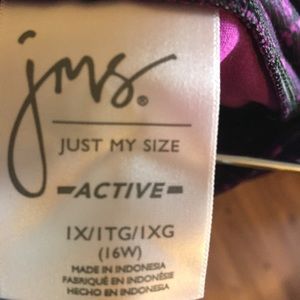 jms®
JUST MY SIZE
ACTIVE
1X/1TG/1XG
(16W)
MADE IN INDONESIA
FABRIQUÉ EN INDONÉSIE
HECHO EN INDONESIA